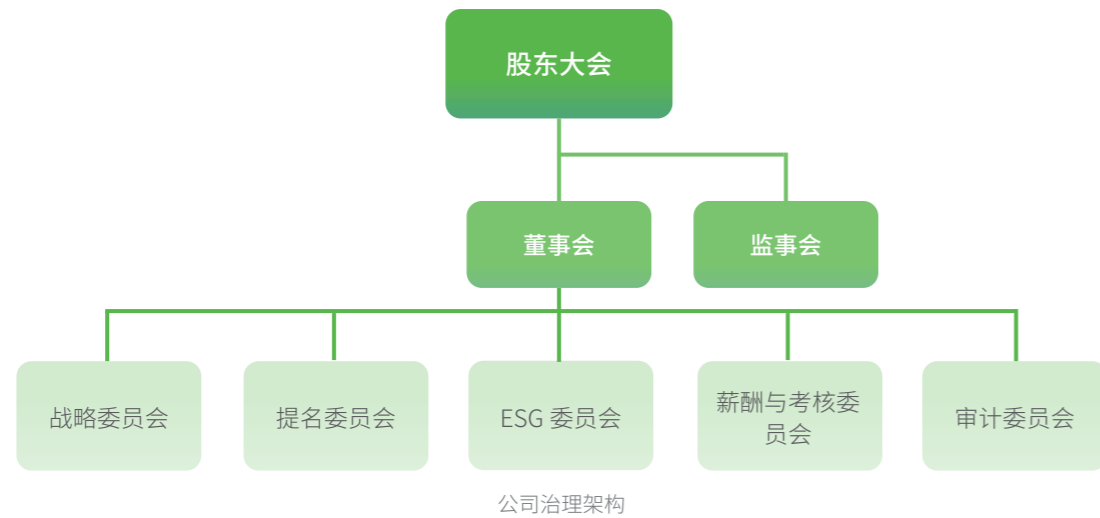 股东大会
董事会
监事会
战略委员会
提名委员会
ESG 委员会
薪酬与考核委
员会
审计委员会
公司治理架构